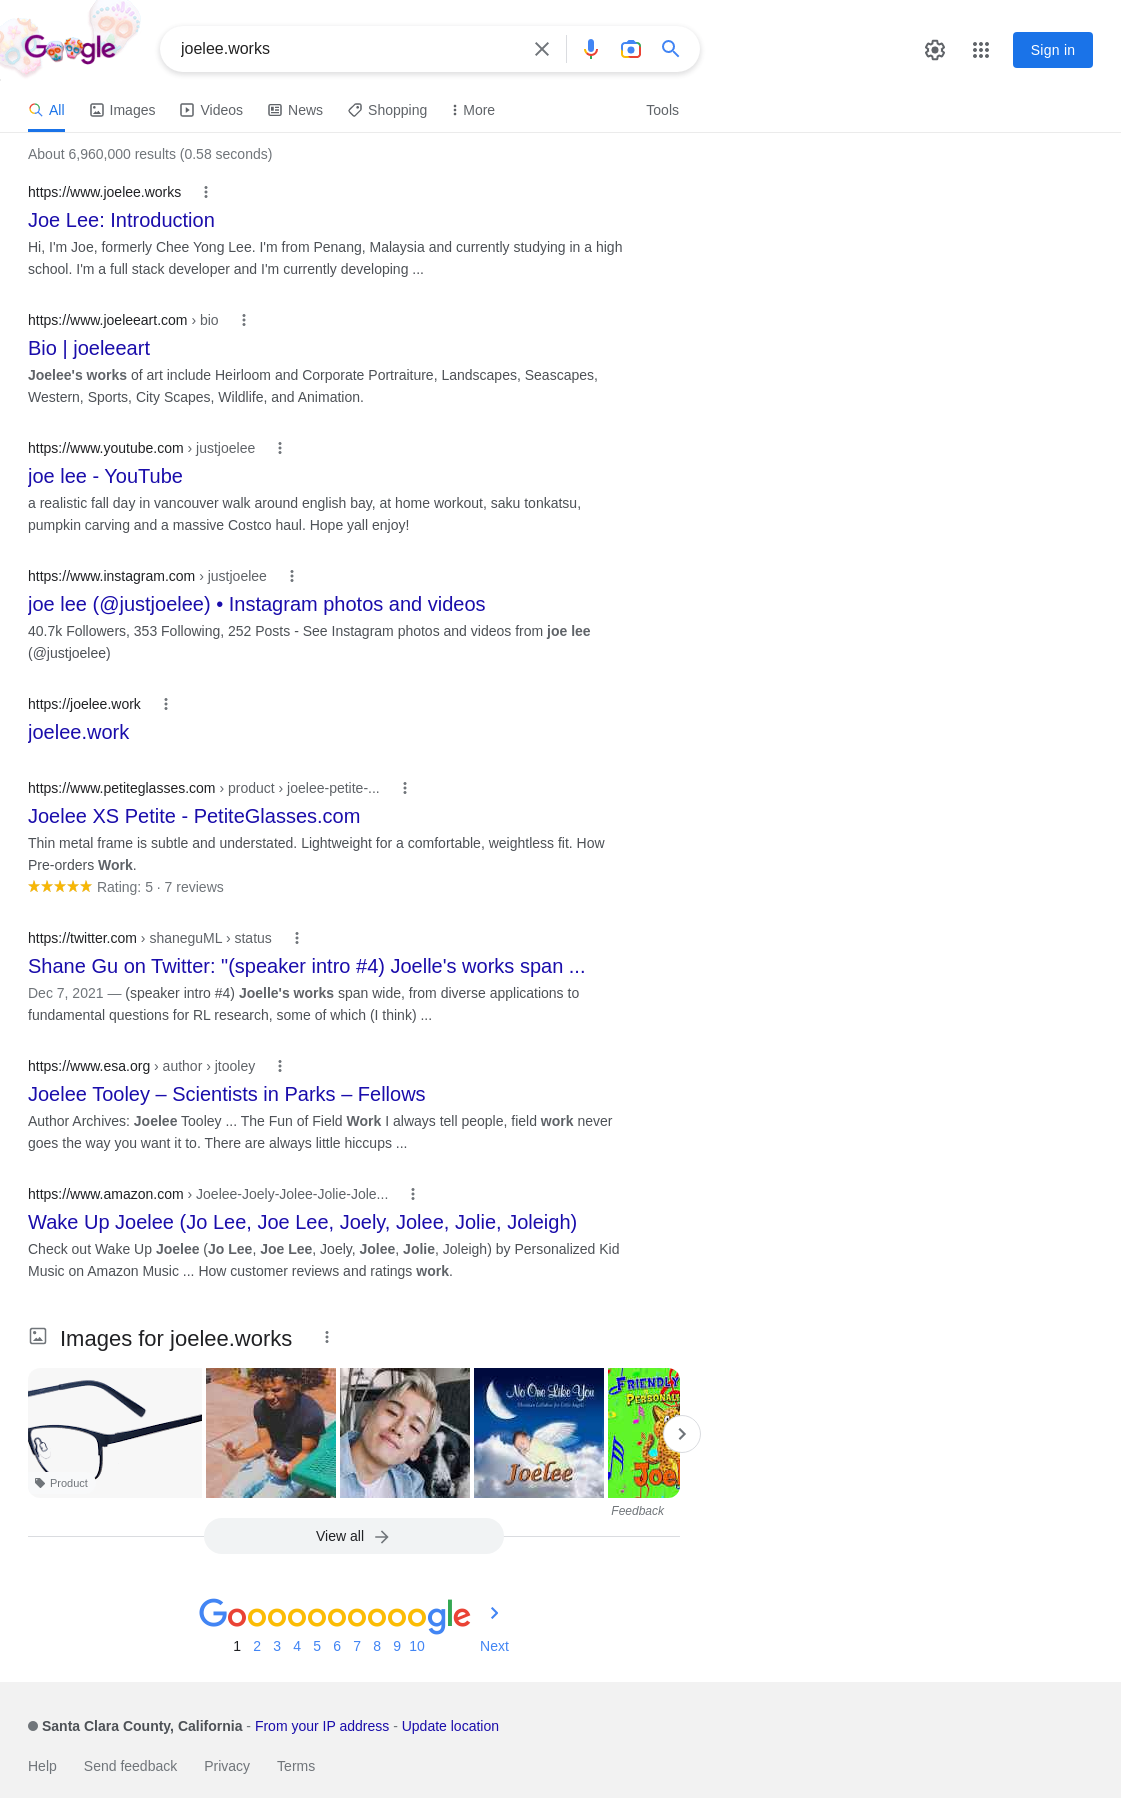 Google
joelee.works
Sign in
All
Images
Videos
News
Shopping
More
Tools
About 6,960,000 results (0.58 seconds)
https://www.joelee.works
Joe Lee: Introduction
Hi, I'm Joe, formerly Chee Yong Lee. I'm from Penang, Malaysia and currently studying in a high
school. I'm a full stack developer and I'm currently developing ...
https://www.joeleeart.com › bio
Bio | joeleeart
Joelee's works of art include Heirloom and Corporate Portraiture, Landscapes, Seascapes,
Western, Sports, City Scapes, Wildlife, and Animation.
https://www.youtube.com › justjoelee
joe lee - YouTube
a realistic fall day in vancouver walk around english bay, at home workout, saku tonkatsu,
pumpkin carving and a massive Costco haul. Hope yall enjoy!
https://www.instagram.com › justjoelee
joe lee (@justjoelee) • Instagram photos and videos
40.7k Followers, 353 Following, 252 Posts - See Instagram photos and videos from joe lee
(@justjoelee)
https://joelee.work
joelee.work
https://www.petiteglasses.com › product › joelee-petite-...
Joelee XS Petite - PetiteGlasses.com
Thin metal frame is subtle and understated. Lightweight for a comfortable, weightless fit. How
Pre-orders Work.
Rating: 5 · 7 reviews
https://twitter.com › shaneguML › status
Shane Gu on Twitter: "(speaker intro #4) Joelle's works span ...
Dec 7, 2021 — (speaker intro #4) Joelle's works span wide, from diverse applications to
fundamental questions for RL research, some of which (I think) ...
https://www.esa.org › author › jtooley
Joelee Tooley – Scientists in Parks – Fellows
Author Archives: Joelee Tooley ... The Fun of Field Work I always tell people, field work never
goes the way you want it to. There are always little hiccups ...
https://www.amazon.com › Joelee-Joely-Jolee-Jolie-Jole...
Wake Up Joelee (Jo Lee, Joe Lee, Joely, Jolee, Jolie, Joleigh)
Check out Wake Up Joelee (Jo Lee, Joe Lee, Joely, Jolee, Jolie, Joleigh) by Personalized Kid
Music on Amazon Music ... How customer reviews and ratings work.
Images for joelee.works
Product
No One Like You
Joelee
FRIENDLY
PERSONAL
Joe
Feedback
View all
Goooooooooogle
1 2 3 4 5 6 7 8 9 10 Next
Santa Clara County, California - From your IP address - Update location
Help
Send feedback
Privacy
Terms